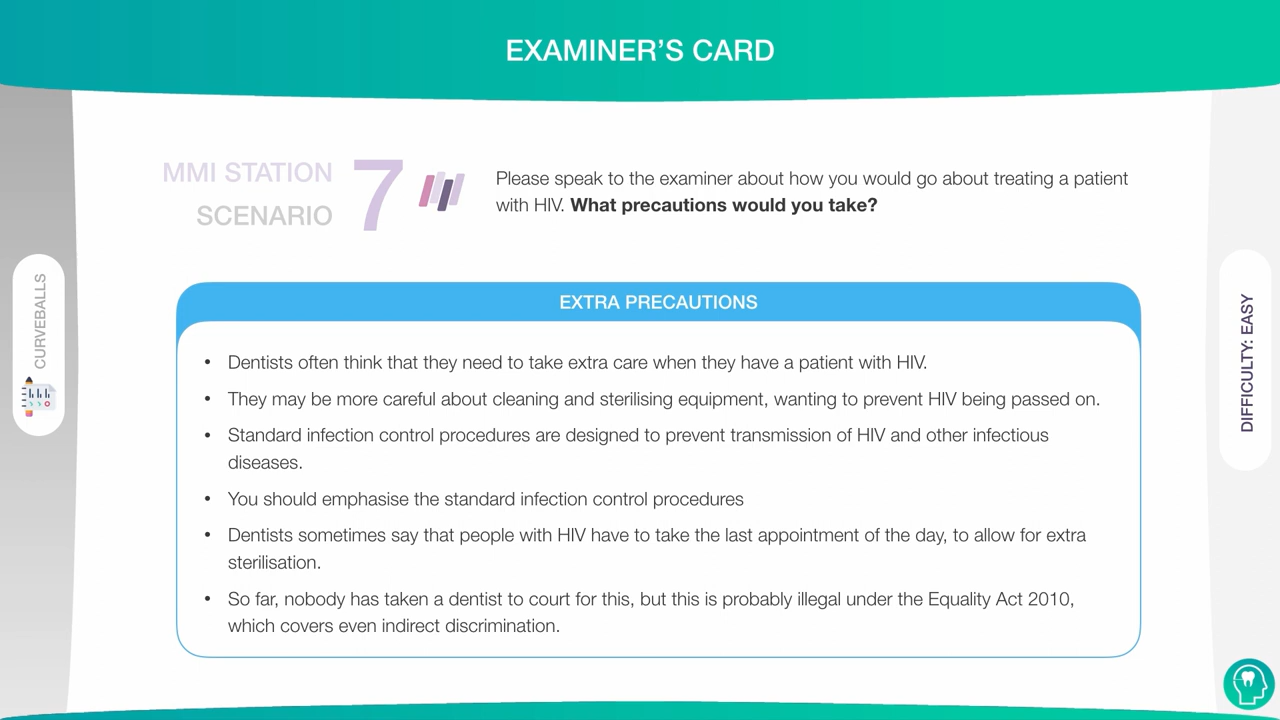 EXAMINER’S CARD
MMI STATION
SCENARIO
7
Please speak to the examiner about how you would go about treating a patient
with HIV. What precautions would you take?
CURVEBALLS
DIFFICULTY: EASY
EXTRA PRECAUTIONS
• Dentists often think that they need to take extra care when they have a patient with HIV.
• They may be more careful about cleaning and sterilising equipment, wanting to prevent HIV being passed on.
• Standard infection control procedures are designed to prevent transmission of HIV and other infectious
diseases.
• You should emphasise the standard infection control procedures
• Dentists sometimes say that people with HIV have to take the last appointment of the day, to allow for extra
sterilisation.
• So far, nobody has taken a dentist to court for this, but this is probably illegal under the Equality Act 2010,
which covers even indirect discrimination.